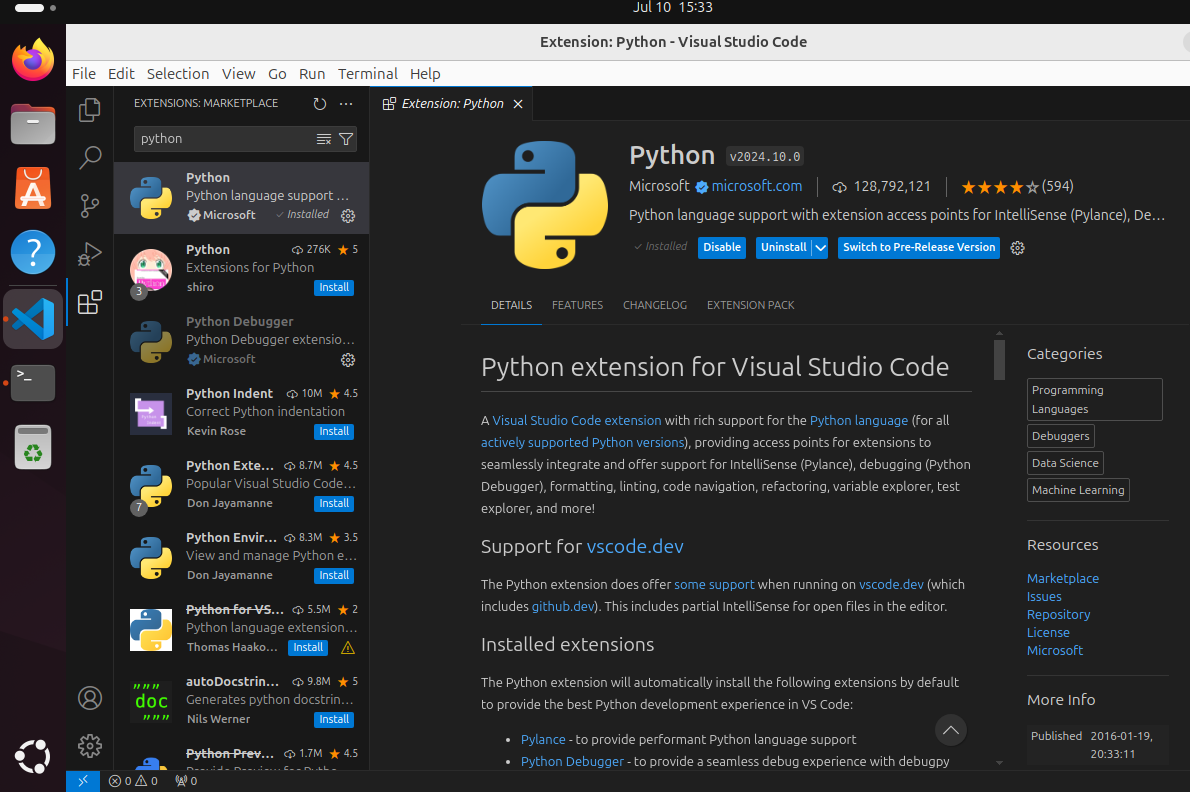 Jul 10 15:33
Extension: Python - Visual Studio Code
File Edit Selection View Go Run Terminal Help
EXTENSIONS: MARKETPLACE
python
Python
Python language support ...
Microsoft Installed
Python 276K 5
Extensions for Python
shiro Install
3
Python Debugger
Python Debugger extensio...
Microsoft
Python Indent 10M 4.5
Correct Python indentation
Kevin Rose Install
Python Exte... 8.7M 4.5
Popular Visual Studio Code...
Don Jayamanne Install
7
Python Envir... 8.3M 3.5
View and manage Python e...
Don Jayamanne Install
Python for VS... 5.5M 2
Python language extension...
Thomas Haako... Install
autoDocstrin... 9.8M 5
Generates python docstrin...
Nils Werner Install
""" doc """
Python Prev... 1.7M 4.5
Extension: Python
Python v2024.10.0
Microsoft microsoft.com 128,792,121 (594)
Python language support with extension access points for IntelliSense (Pylance), De...
Installed Disable Uninstall Switch to Pre-Release Version
DETAILS FEATURES CHANGELOG EXTENSION PACK
Python extension for Visual Studio Code
A Visual Studio Code extension with rich support for the Python language (for all
actively supported Python versions), providing access points for extensions to
seamlessly integrate and offer support for IntelliSense (Pylance), debugging (Python
Debugger), formatting, linting, code navigation, refactoring, variable explorer, test
explorer, and more!
Support for vscode.dev
The Python extension does offer some support when running on vscode.dev (which
includes github.dev). This includes partial IntelliSense for open files in the editor.
Installed extensions
The Python extension will automatically install the following extensions by default
to provide the best Python development experience in VS Code:
• Pylance - to provide performant Python language support
• Python Debugger - to provide a seamless debug experience with debugpy
Categories
Programming
Languages
Debuggers
Data Science
Machine Learning
Resources
Marketplace
Issues
Repository
License
Microsoft
More Info
Published 2016-01-19,
20:33:11
0 0 0